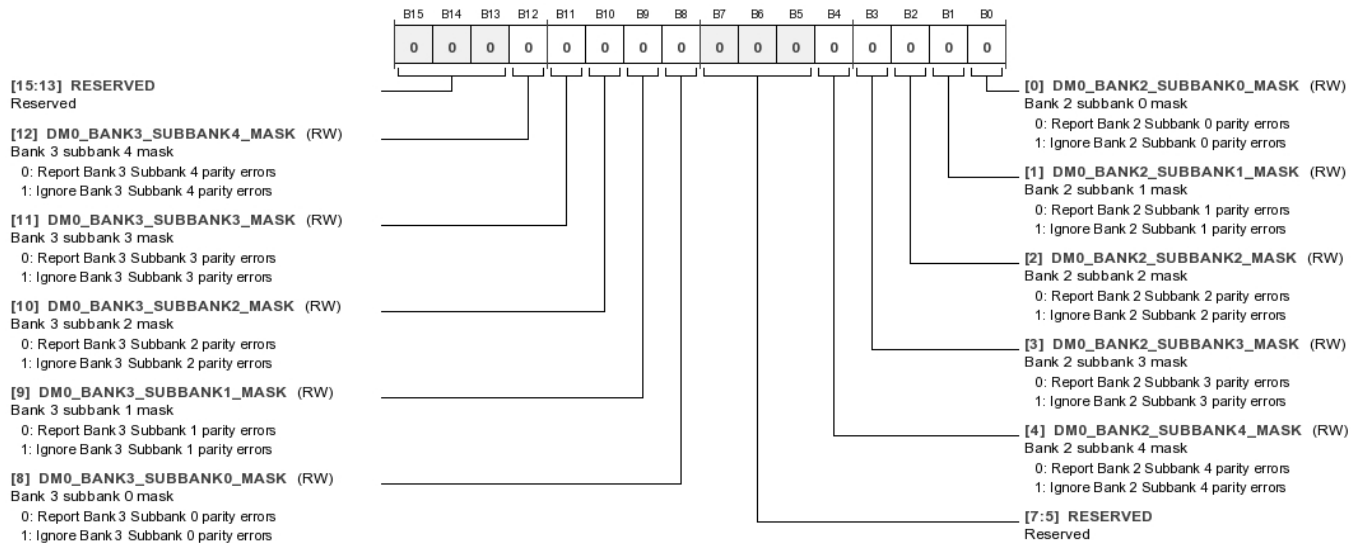 B15 B14 B13 B12 B11 B10 B9 B8 B7 B6 B5 B4 B3 B2 B1 B0
0 0 0 0 0 0 0 0 0 0 0 0 0 0 0 0
[15:13] RESERVED
Reserved
[12] DM0_BANK3_SUBBANK4_MASK (RW)
Bank 3 subbank 4 mask
0: Report Bank 3 Subbank 4 parity errors
1: Ignore Bank 3 Subbank 4 parity errors
[11] DM0_BANK3_SUBBANK3_MASK (RW)
Bank 3 subbank 3 mask
0: Report Bank 3 Subbank 3 parity errors
1: Ignore Bank 3 Subbank 3 parity errors
[10] DM0_BANK3_SUBBANK2_MASK (RW)
Bank 3 subbank 2 mask
0: Report Bank 3 Subbank 2 parity errors
1: Ignore Bank 3 Subbank 2 parity errors
[9] DM0_BANK3_SUBBANK1_MASK (RW)
Bank 3 subbank 1 mask
0: Report Bank 3 Subbank 1 parity errors
1: Ignore Bank 3 Subbank 1 parity errors
[8] DM0_BANK3_SUBBANK0_MASK (RW)
Bank 3 subbank 0 mask
0: Report Bank 3 Subbank 0 parity errors
1: Ignore Bank 3 Subbank 0 parity errors
[0] DM0_BANK2_SUBBANK0_MASK (RW)
Bank 2 subbank 0 mask
0: Report Bank 2 Subbank 0 parity errors
1: Ignore Bank 2 Subbank 0 parity errors
[1] DM0_BANK2_SUBBANK1_MASK (RW)
Bank 2 subbank 1 mask
0: Report Bank 2 Subbank 1 parity errors
1: Ignore Bank 2 Subbank 1 parity errors
[2] DM0_BANK2_SUBBANK2_MASK (RW)
Bank 2 subbank 2 mask
0: Report Bank 2 Subbank 2 parity errors
1: Ignore Bank 2 Subbank 2 parity errors
[3] DM0_BANK2_SUBBANK3_MASK (RW)
Bank 2 subbank 3 mask
0: Report Bank 2 Subbank 3 parity errors
1: Ignore Bank 2 Subbank 3 parity errors
[4] DM0_BANK2_SUBBANK4_MASK (RW)
Bank 2 subbank 4 mask
0: Report Bank 2 Subbank 4 parity errors
1: Ignore Bank 2 Subbank 4 parity errors
[7:5] RESERVED
Reserved